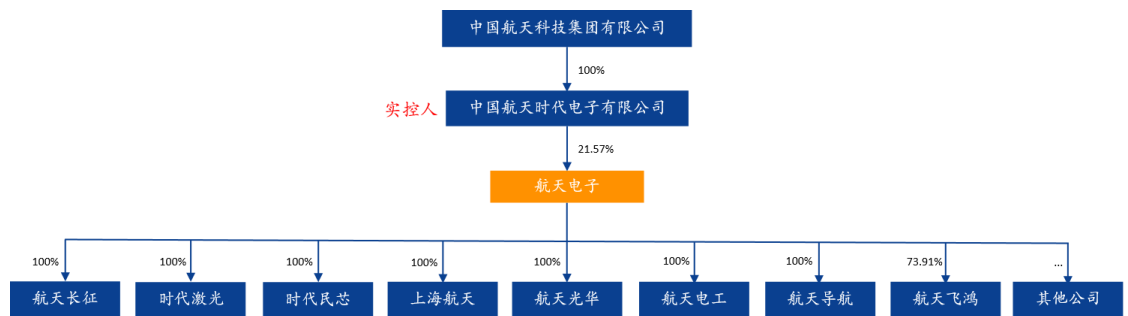 中国航天科技集团有限公司
100%
实控人
中国航天时代电子有限公司
21.57%
航天电子
100%
100%
100%
100%
100%
100%
100%
73.91%
...
航天长征
时代激光
时代民芯
上海航天
航天光华
航天电工
航天导航
航天飞鸿
其他公司